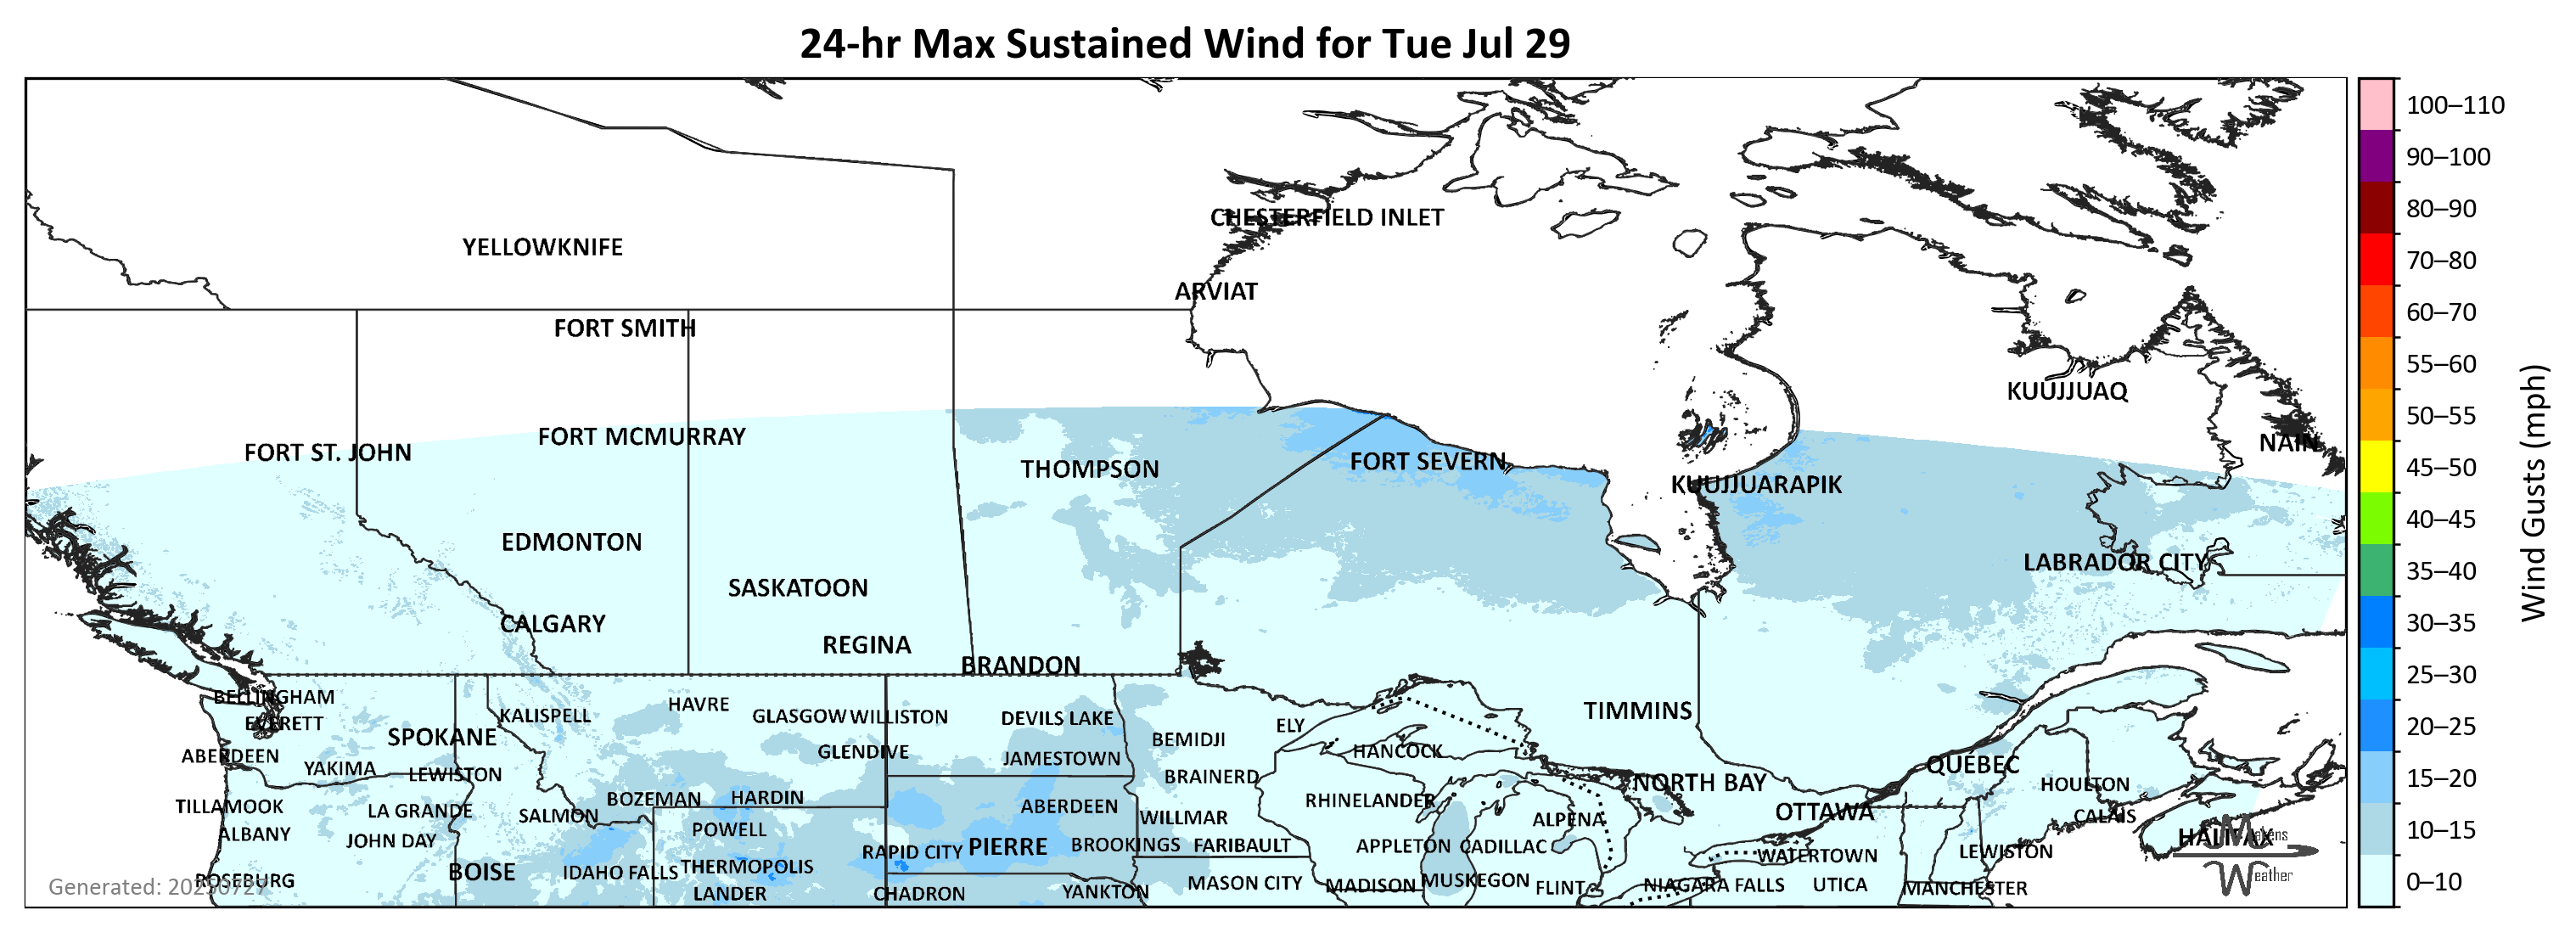 24-hr Max Sustained Wind for Tue Jul 29
100–110
90–100
80–90
70–80
60–70
55–60
50–55
45–50
40–45
35–40
30–35
25–30
20–25
15–20
10–15
0–10
Wind Gusts (mph)
CHESTERFIELD INLET
YELLOWKNIFE
ARVIAT
FORT SMITH
KUUJJUAQ
FORT MCMURRAY
NAIN
FORT ST. JOHN
FORT SEVERN
THOMPSON
KUUJJUARAPIK
EDMONTON
LABRADOR CITY
SASKATOON
CALGARY
REGINA
BRANDON
BELLINGHAM
HAVRE
TIMMINS
KALISPELL
GLASGOW
WILLISTON
DEVILS LAKE
EVERETT
ELY
SPOKANE
BEMIDJI
ABERDEEN
GLENDIVE
HANCOCK
JAMESTOWN
QUÉBEC
YAKIMA
LEWISTON
BRAINERD
NORTH BAY
HOULTON
BOZEMAN
HARDIN
RHINELANDER
TILLAMOOK
LA GRANDE
ABERDEEN
SALMON
WILLMAR
ALPENA
OTTAWA
CALAIS
ALBANY
POWELL
HALIFAX
JOHN DAY
PIERRE
BROOKINGS
FARIBAULT
APPLETON
CADILLAC
RAPID CITY
WATERTOWN
LEWISTON
BOISE
IDAHO FALLS
THERMOPOLIS
ROSEBURG
MASON CITY
MADISON
MUSKEGON
FLINT
NIAGARA FALLS
UTICA
MANCHESTER
LANDER
CHADRON
YANKTON
Generated: 20250727
Makens
Weather